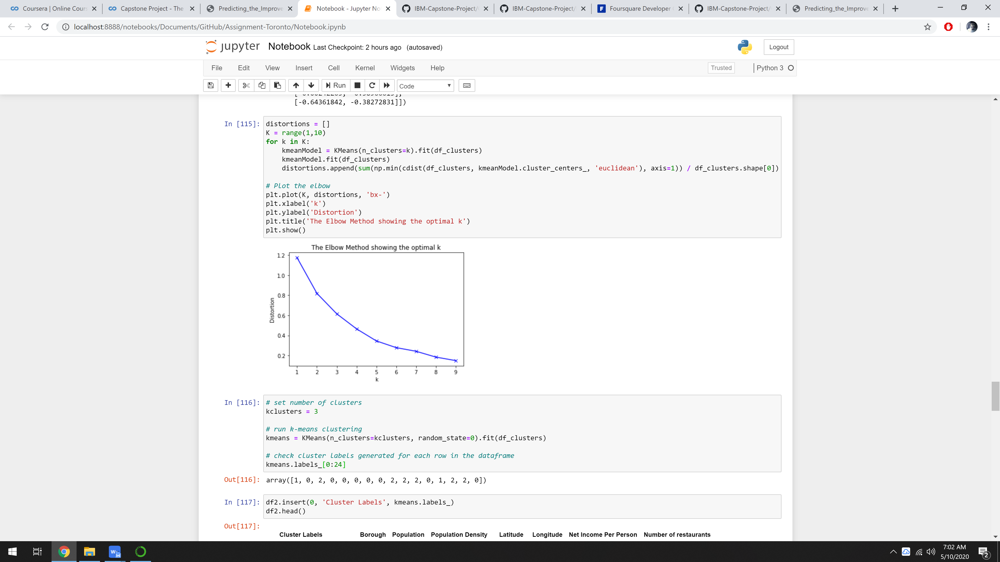 Coursera | Online Cours
Capstone Project - The
Predicting_the_Improve
Notebook - Jupyter No
IBM-Capstone-Project/
IBM-Capstone-Project/
Foursquare Developer
IBM-Capstone-Project/
Predicting_the_Improve
localhost:8888/notebooks/Documents/GitHub/Assignment-Toronto/Notebook.ipynb
jupyter Notebook Last Checkpoint: 2 hours ago (autosaved)
Logout
File Edit View Insert Cell Kernel Widgets Help
Trusted
Python 3
Run
Code
[-0.64361842, -0.38272831]])
In [115]:
distortions = []
K = range(1,10)
for k in K:
    kmeanModel = KMeans(n_clusters=k).fit(df_clusters)
    kmeanModel.fit(df_clusters)
    distortions.append(sum(np.min(cdist(df_clusters, kmeanModel.cluster_centers_, 'euclidean'), axis=1)) / df_clusters.shape[0])
# Plot the elbow
plt.plot(K, distortions, 'bx-')
plt.xlabel('k')
plt.ylabel('Distortion')
plt.title('The Elbow Method showing the optimal k')
plt.show()
The Elbow Method showing the optimal k
1.2
1.0
0.8
0.6
0.4
0.2
Distortion
1 2 3 4 5 6 7 8 9
k
In [116]:
# set number of clusters
kclusters = 3
# run k-means clustering
kmeans = KMeans(n_clusters=kclusters, random_state=0).fit(df_clusters)
# check cluster labels generated for each row in the dataframe
kmeans.labels_[0:24]
Out[116]: array([1, 0, 2, 0, 0, 0, 0, 0, 2, 2, 2, 0, 1, 2, 2, 0])
In [117]:
df2.insert(0, 'Cluster Labels', kmeans.labels_)
df2.head()
Out[117]:
Cluster Labels Borough Population Population Density Latitude Longitude Net Income Per Person Number of restaurants
7:02 AM
5/10/2020
2